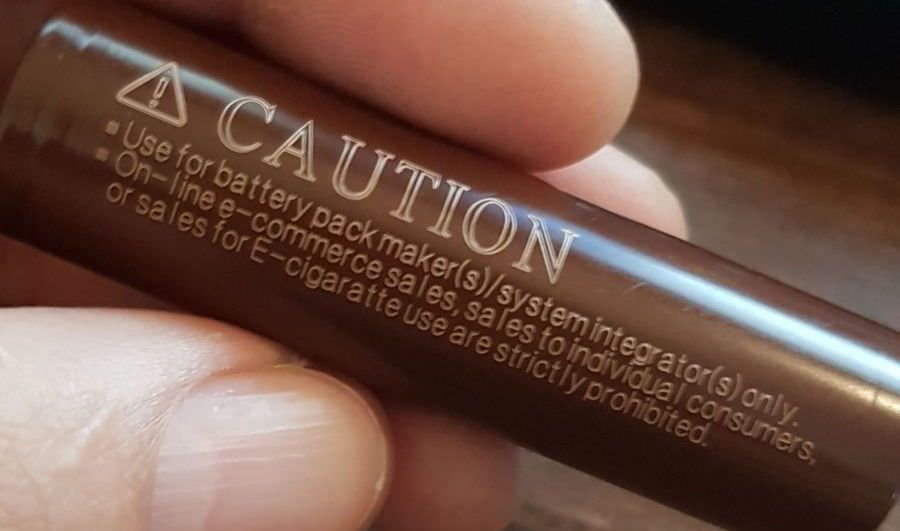 CAUTION
▪ Use for battery pack maker(s)/system integrator(s) only.
▪ On-line e-commerce sales, sales to individual consumers,
or sales for E-cigaratte use are strictly prohibited.